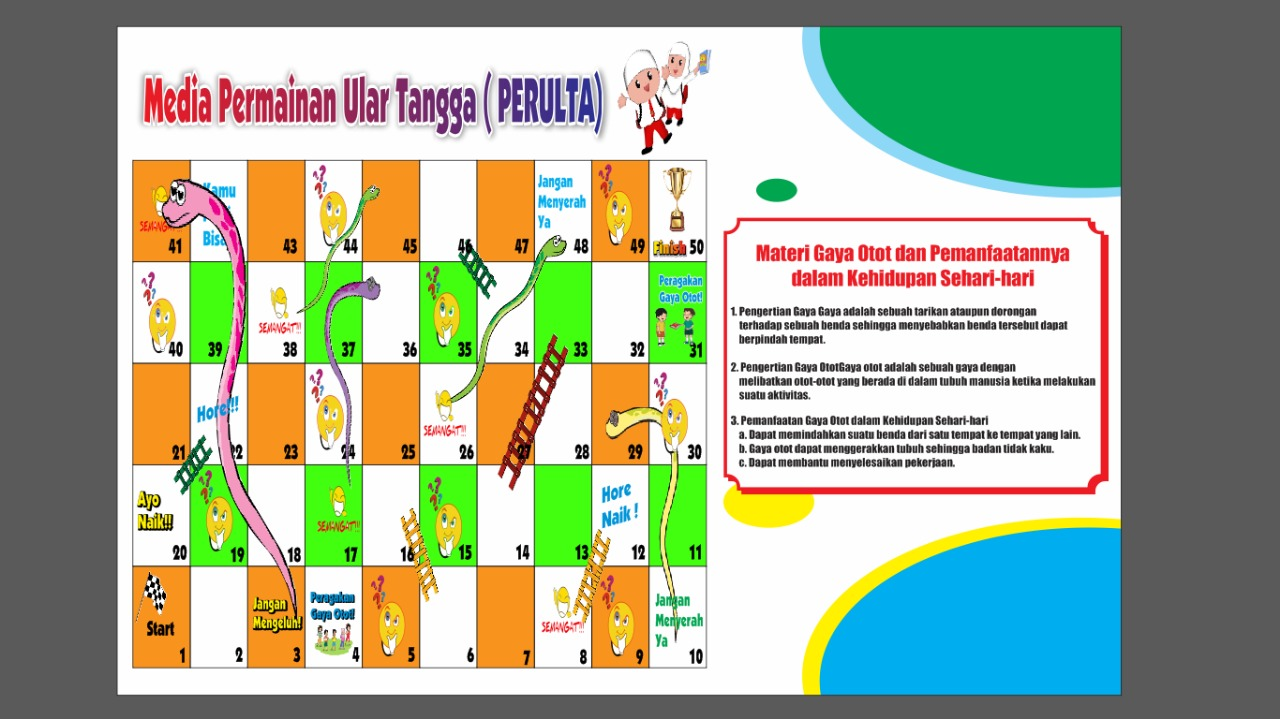 Media Permainan Ular Tangga ( PERULTA)
SEMANGAT!!!
41
Kamu
Bisa
43
44
45
46
47
Jangan
Menyerah
Ya
48
49
Finish 50
40
39
SEMANGAT!!!
38
37
36
35
34
33
32
Peragakan
Gaya Otot!
31
21
Hore!!!
22
23
24
25
SEMANGAT!!!
26
27
28
29
30
Ayo
Naik!!
20
19
18
SEMANGAT!!!
17
16
15
14
13
Hore
Naik !
12
11
Start
1
2
Jangan
Mengeluh!
3
Peragakan
Gaya Otot!
4
5
6
7
SEMANGAT!!!
8
9
Jangan
Menyerah
Ya
10
Materi Gaya Otot dan Pemanfaatannya
dalam Kehidupan Sehari-hari
1. Pengertian Gaya Gaya adalah sebuah tarikan ataupun dorongan
terhadap sebuah benda sehingga menyebabkan benda tersebut dapat
berpindah tempat.
2. Pengertian Gaya OtotGaya otot adalah sebuah gaya dengan
melibatkan otot-otot yang berada di dalam tubuh manusia ketika melakukan
suatu aktivitas.
3. Pemanfaatan Gaya Otot dalam Kehidupan Sehari-hari
a. Dapat memindahkan suatu benda dari satu tempat ke tempat yang lain.
b. Gaya otot dapat menggerakkan tubuh sehingga badan tidak kaku.
c. Dapat membantu menyelesaikan pekerjaan.